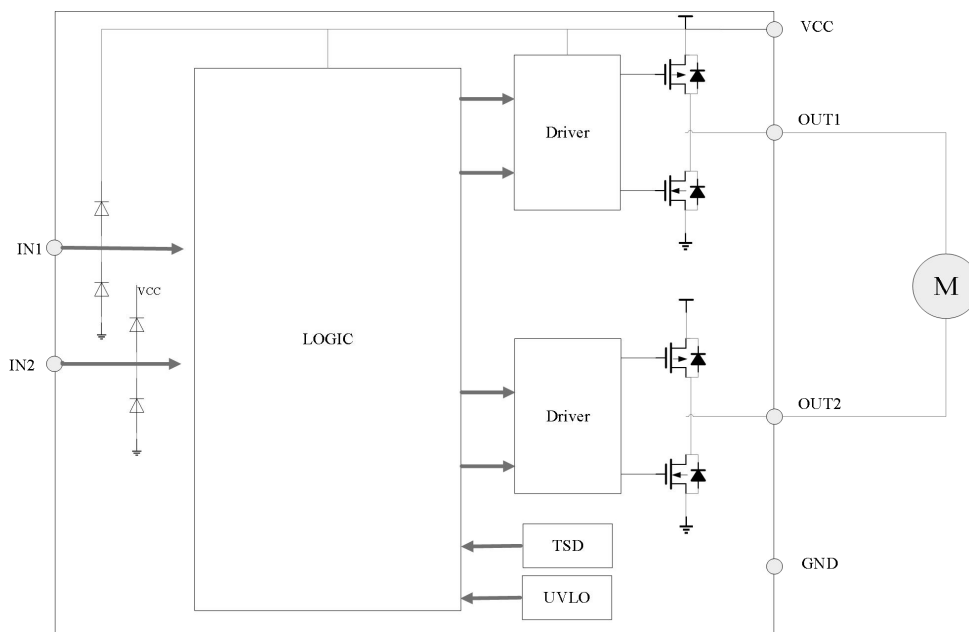 VCC
Driver
OUT1
IN1
VCC
M
LOGIC
IN2
Driver
OUT2
TSD
GND
UVLO